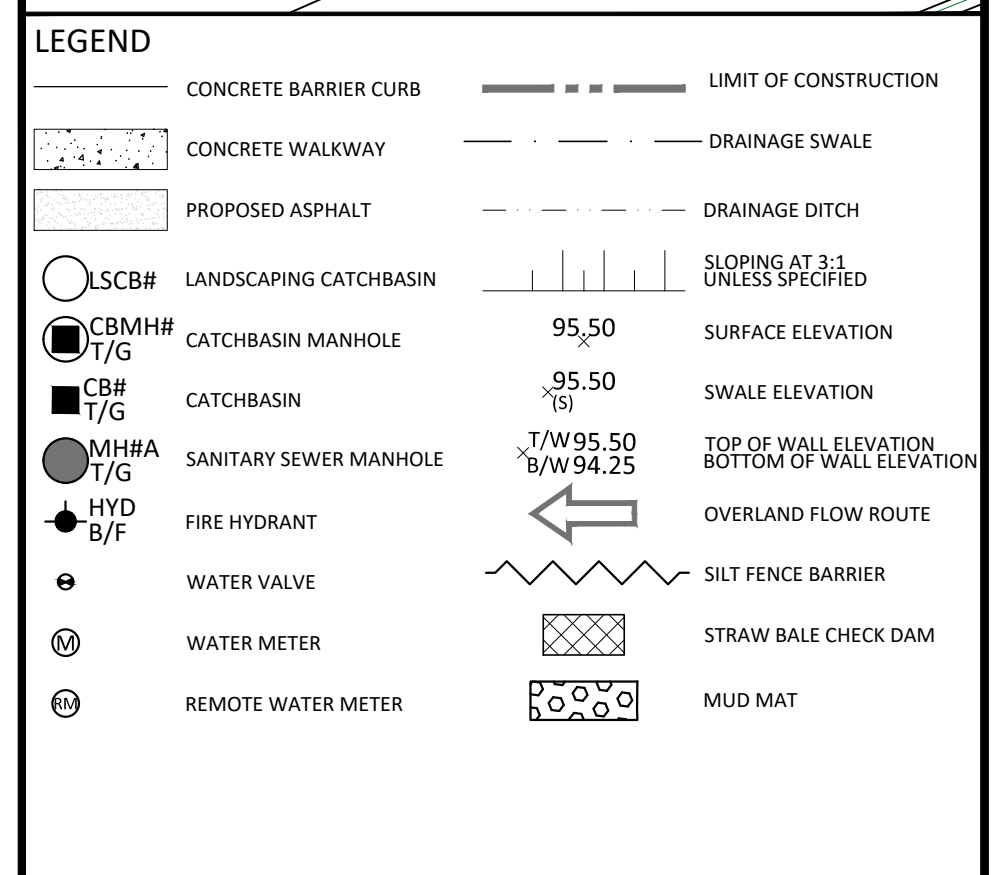 LEGEND
CONCRETE BARRIER CURB
CONCRETE WALKWAY
PROPOSED ASPHALT
LSCB# LANDSCAPING CATCHBASIN
CBMH#
T/G
CATCHBASIN MANHOLE
CB#
T/G
CATCHBASIN
MH#A
T/G
SANITARY SEWER MANHOLE
HYD
B/F
FIRE HYDRANT
WATER VALVE
M WATER METER
RM REMOTE WATER METER
LIMIT OF CONSTRUCTION
DRAINAGE SWALE
DRAINAGE DITCH
SLOPING AT 3:1
UNLESS SPECIFIED
95.50 SURFACE ELEVATION
95.50
(S)
SWALE ELEVATION
T/W 95.50
B/W 94.25
TOP OF WALL ELEVATION
BOTTOM OF WALL ELEVATION
OVERLAND FLOW ROUTE
SILT FENCE BARRIER
STRAW BALE CHECK DAM
MUD MAT